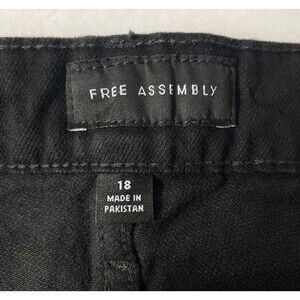 FREE ASSEMBLY
18
MADE IN
PAKISTAN